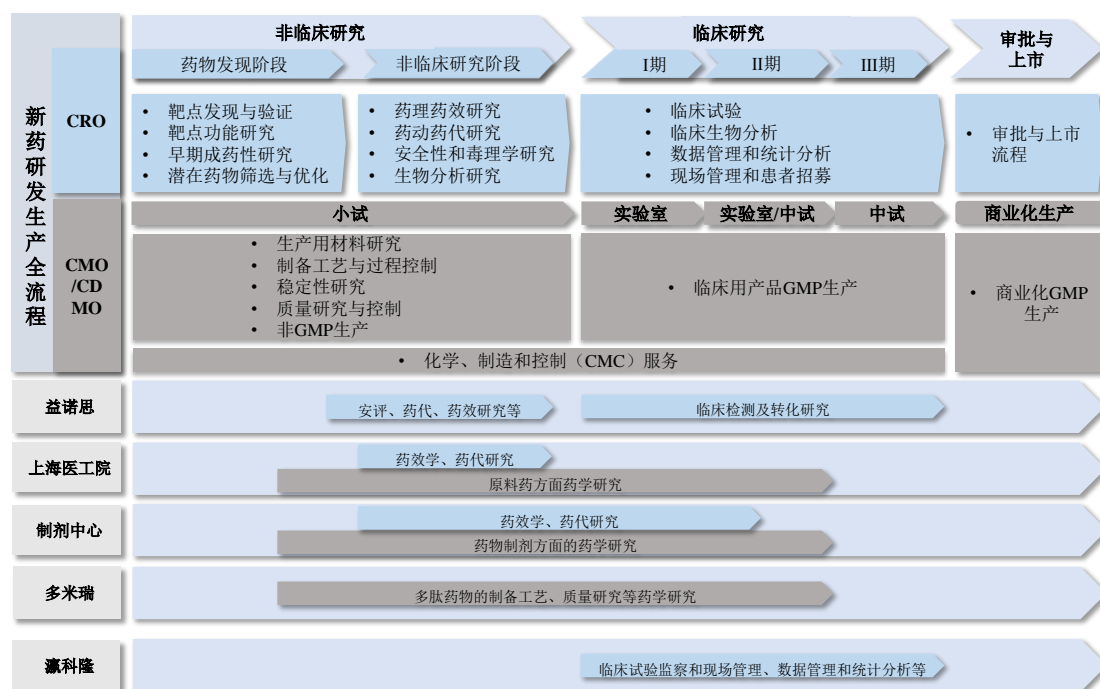 非临床研究
临床研究
审批与
上市
药物发现阶段
非临床研究阶段
I期
II期
III期
新药研发生产全流程
CRO
• 靶点发现与验证
• 靶点功能研究
• 早期成药性研究
• 潜在药物筛选与优化
• 药理药效研究
• 药动药代研究
• 安全性和毒理学研究
• 生物分析研究
• 临床试验
• 临床生物分析
• 数据管理和统计分析
• 现场管理和患者招募
• 审批与上市
流程
小试
实验室
实验室/中试
中试
商业化生产
CMO
/CD
MO
• 生产用材料研究
• 制备工艺与过程控制
• 稳定性研究
• 质量研究与控制
• 非GMP生产
• 临床用产品GMP生产
• 商业化GMP
生产
• 化学、制造和控制（CMC）服务
益诺思
安评、药代、药效研究等
临床检测及转化研究
上海医工院
药效学、药代研究
原料药方面药学研究
制剂中心
药效学、药代研究
药物制剂方面的药学研究
多米瑞
多肽药物的制备工艺、质量研究等药学研究
瀛科隆
临床试验监察和现场管理、数据管理和统计分析等